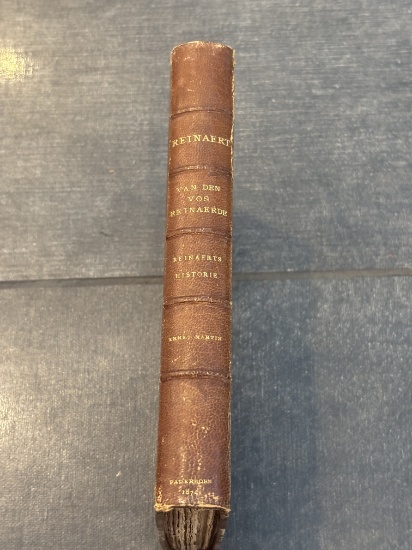 REINAERT
VAN DEN
VOS
REINAERDE
REINAERTS
HISTORIE
ERNST MARTIN
PADERBORN
1874